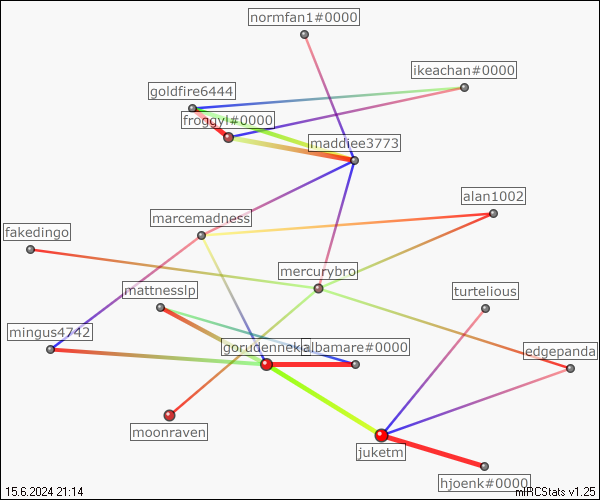 normfan1#0000
ikeachan#0000
goldfire6444
froggyl#0000
maddiee3773
alan1002
marcemadness
fakedingo
mercurybro
mattnesslp
turtelious
mingus4742
gorudenneko
albamare#0000
edgepanda
moonraven
juketm
hjoenk#0000
15.6.2024 21:14
mIRCStats v1.25